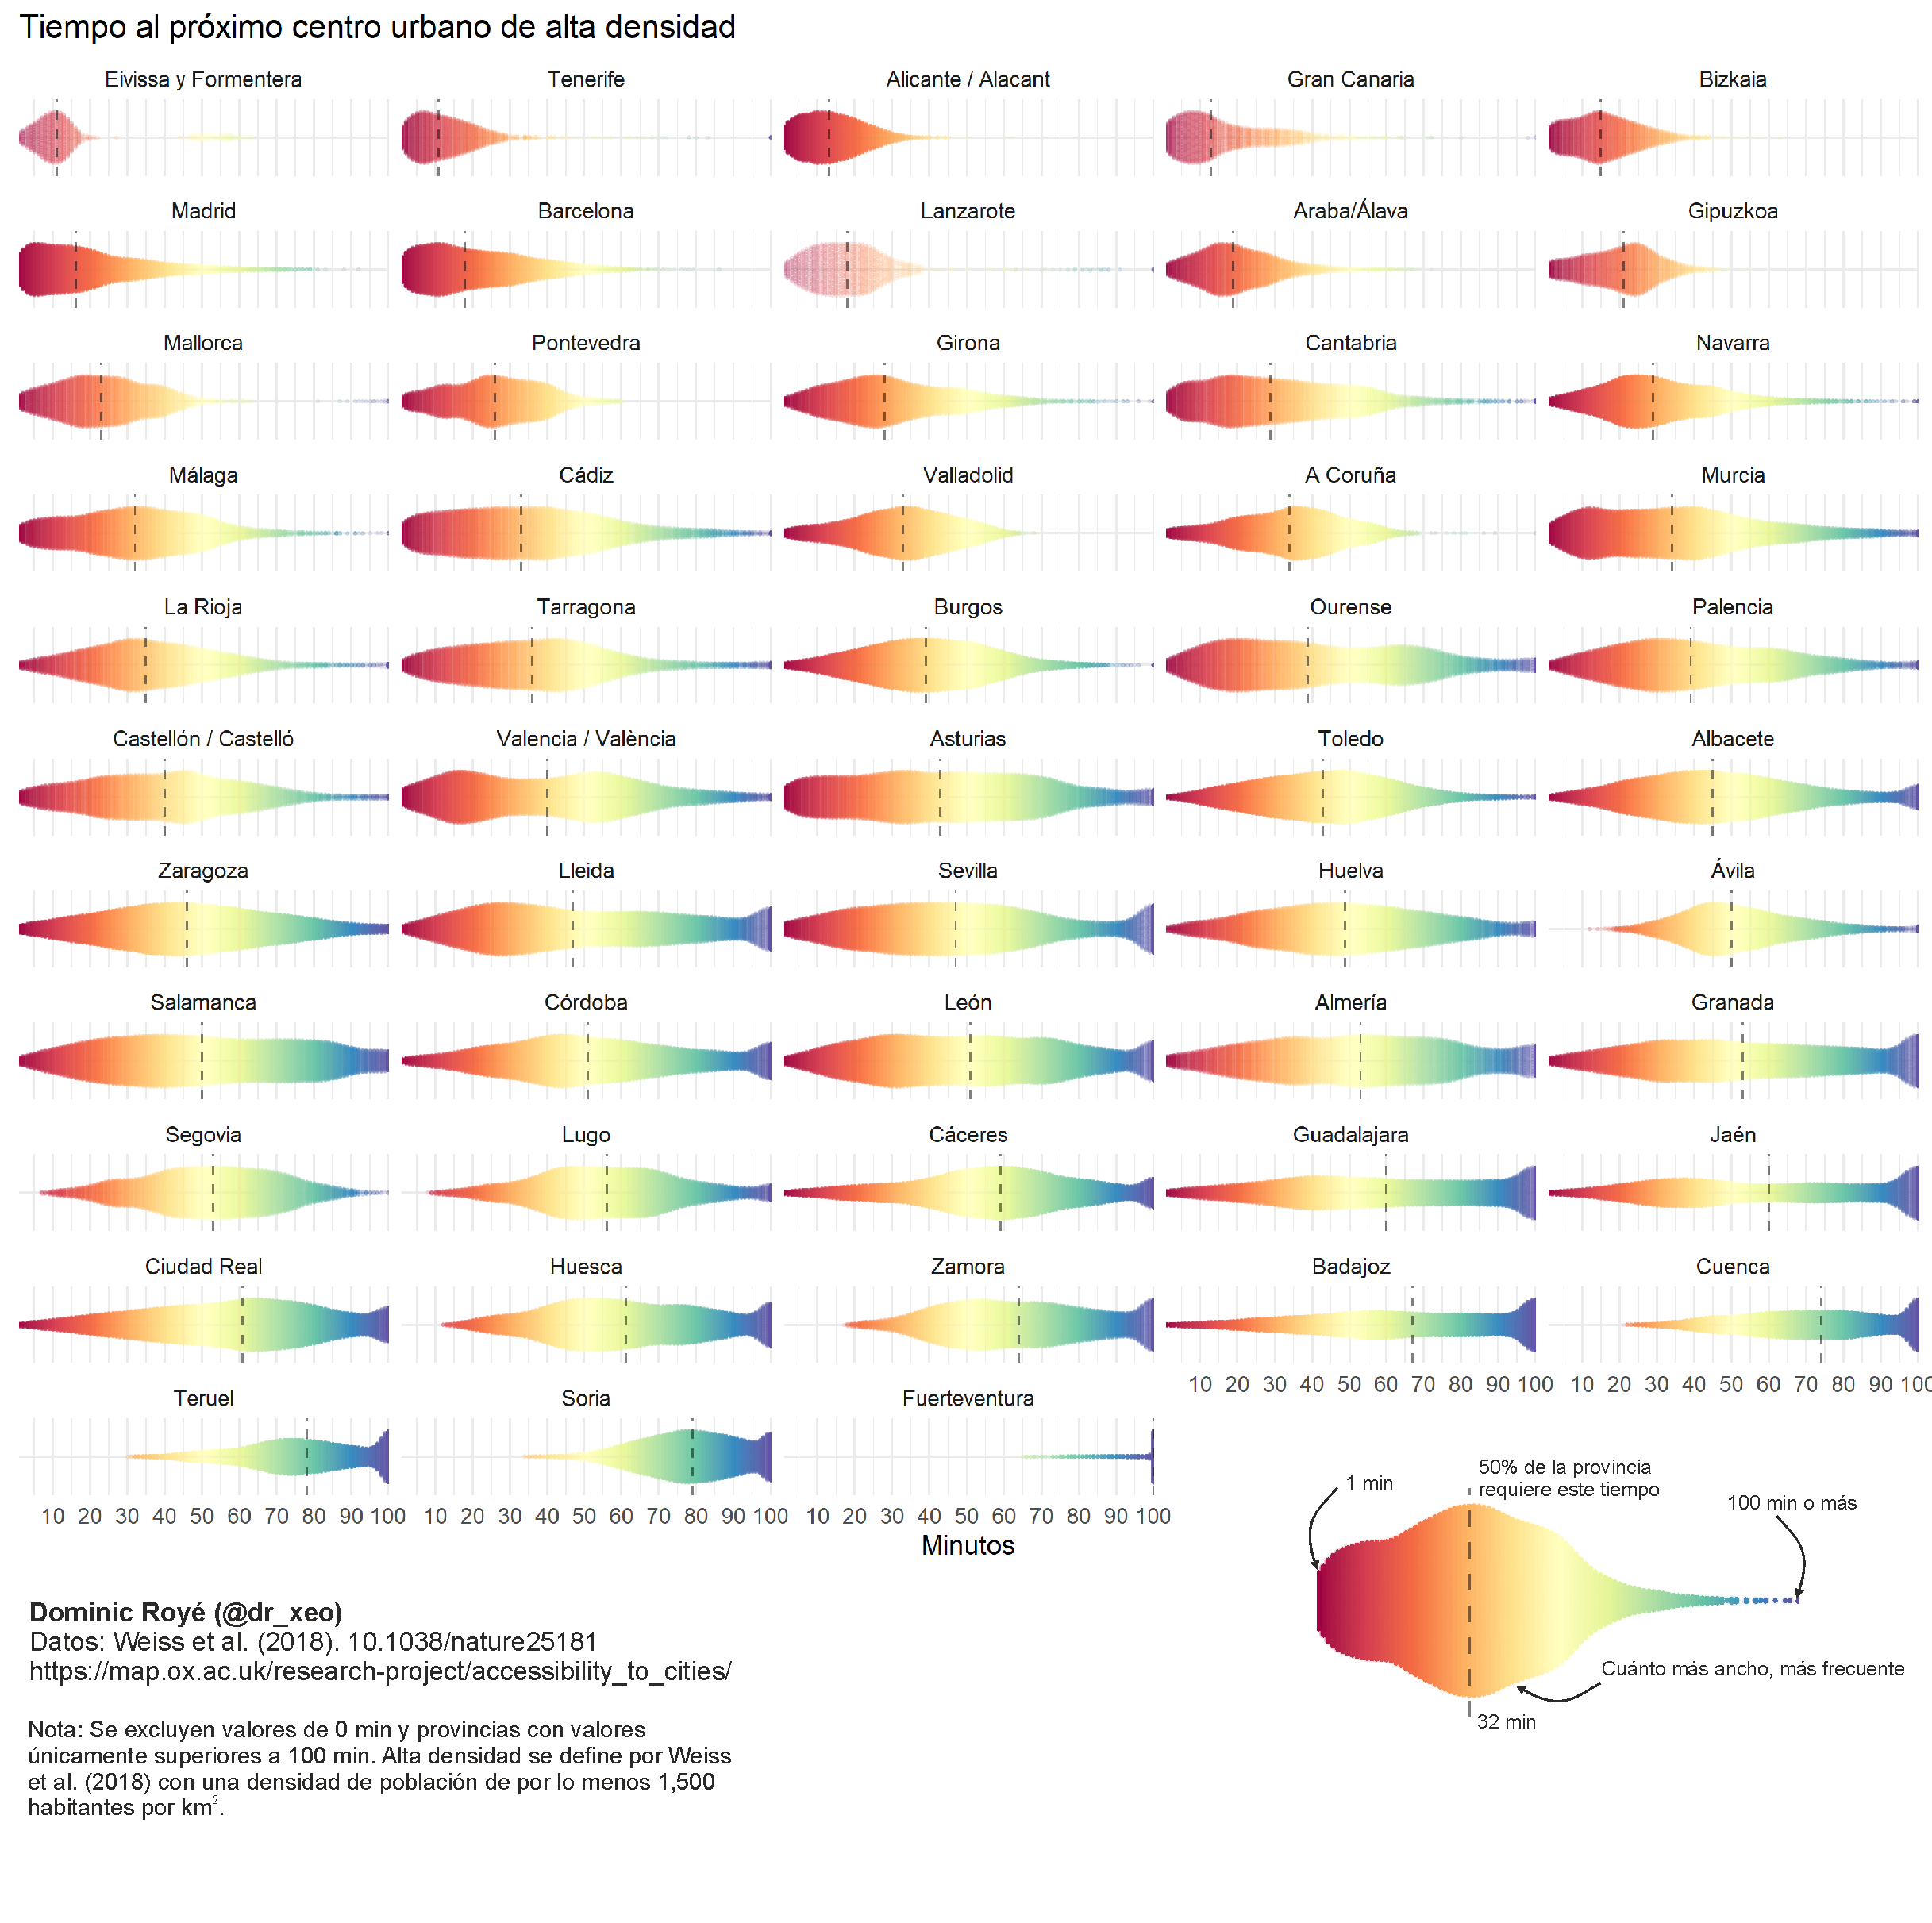 Tiempo al próximo centro urbano de alta densidad
Eivissa y Formentera
Tenerife
Alicante / Alacant
Gran Canaria
Bizkaia
Madrid
Barcelona
Lanzarote
Araba/Álava
Gipuzkoa
Mallorca
Pontevedra
Girona
Cantabria
Navarra
Málaga
Cádiz
Valladolid
A Coruña
Murcia
La Rioja
Tarragona
Burgos
Ourense
Palencia
Castellón / Castelló
Valencia / València
Asturias
Toledo
Albacete
Zaragoza
Lleida
Sevilla
Huelva
Ávila
Salamanca
Córdoba
León
Almería
Granada
Segovia
Lugo
Cáceres
Guadalajara
Jaén
Ciudad Real
Huesca
Zamora
Badajoz
Cuenca
10 20 30 40 50 60 70 80 90 100
10 20 30 40 50 60 70 80 90 100
Teruel
Soria
Fuerteventura
10 20 30 40 50 60 70 80 90 100
10 20 30 40 50 60 70 80 90 100
10 20 30 40 50 60 70 80 90 100
Minutos
1 min
50% de la provincia
requiere este tiempo
100 min o más
Cuánto más ancho, más frecuente
32 min
Dominic Royé (@dr_xeo)
Datos: Weiss et al. (2018). 10.1038/nature25181
https://map.ox.ac.uk/research-project/accessibility_to_cities/
Nota: Se excluyen valores de 0 min y provincias con valores
únicamente superiores a 100 min. Alta densidad se define por Weiss
et al. (2018) con una densidad de población de por lo menos 1,500
habitantes por km².